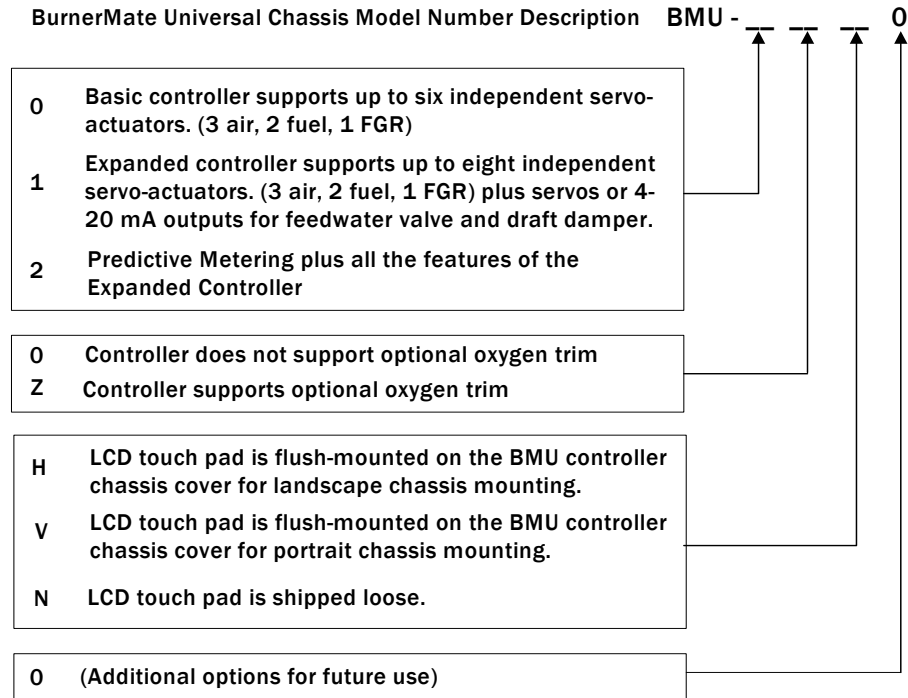 BurnerMate Universal Chassis Model Number Description BMU - __ __ __ 0
0 Basic controller supports up to six independent servo-
actuators. (3 air, 2 fuel, 1 FGR)
1 Expanded controller supports up to eight independent
servo-actuators. (3 air, 2 fuel, 1 FGR) plus servos or 4-
20 mA outputs for feedwater valve and draft damper.
2 Predictive Metering plus all the features of the
Expanded Controller
0 Controller does not support optional oxygen trim
Z Controller supports optional oxygen trim
H LCD touch pad is flush-mounted on the BMU controller
chassis cover for landscape chassis mounting.
V LCD touch pad is flush-mounted on the BMU controller
chassis cover for portrait chassis mounting.
N LCD touch pad is shipped loose.
0 (Additional options for future use)